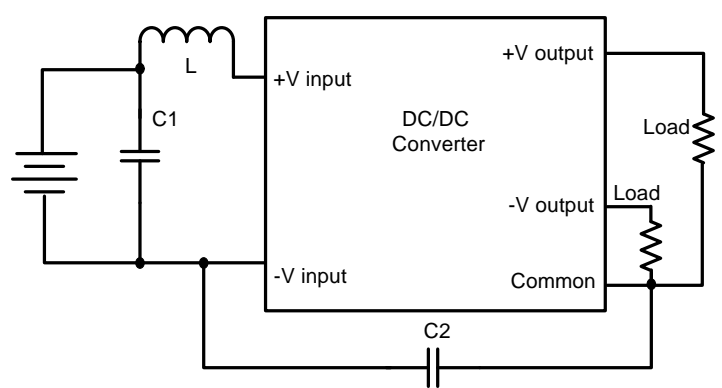 +V output
L
+V input
C1
DC/DC
Converter
Load
Load
-V output
-V input
Common
C2